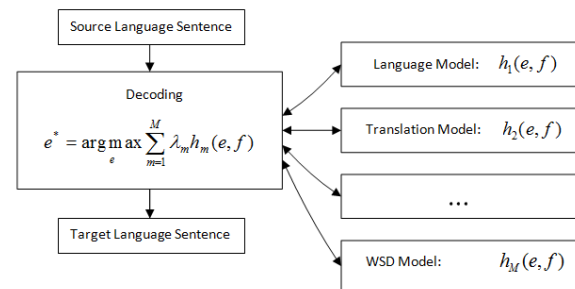 Source Language Sentence
Decoding
e* = arg max_e ∑_{m=1}^{M} λ_m h_m(e, f)
Target Language Sentence
Language Model: h_1(e, f)
Translation Model: h_2(e, f)
...
WSD Model: h_M(e, f)